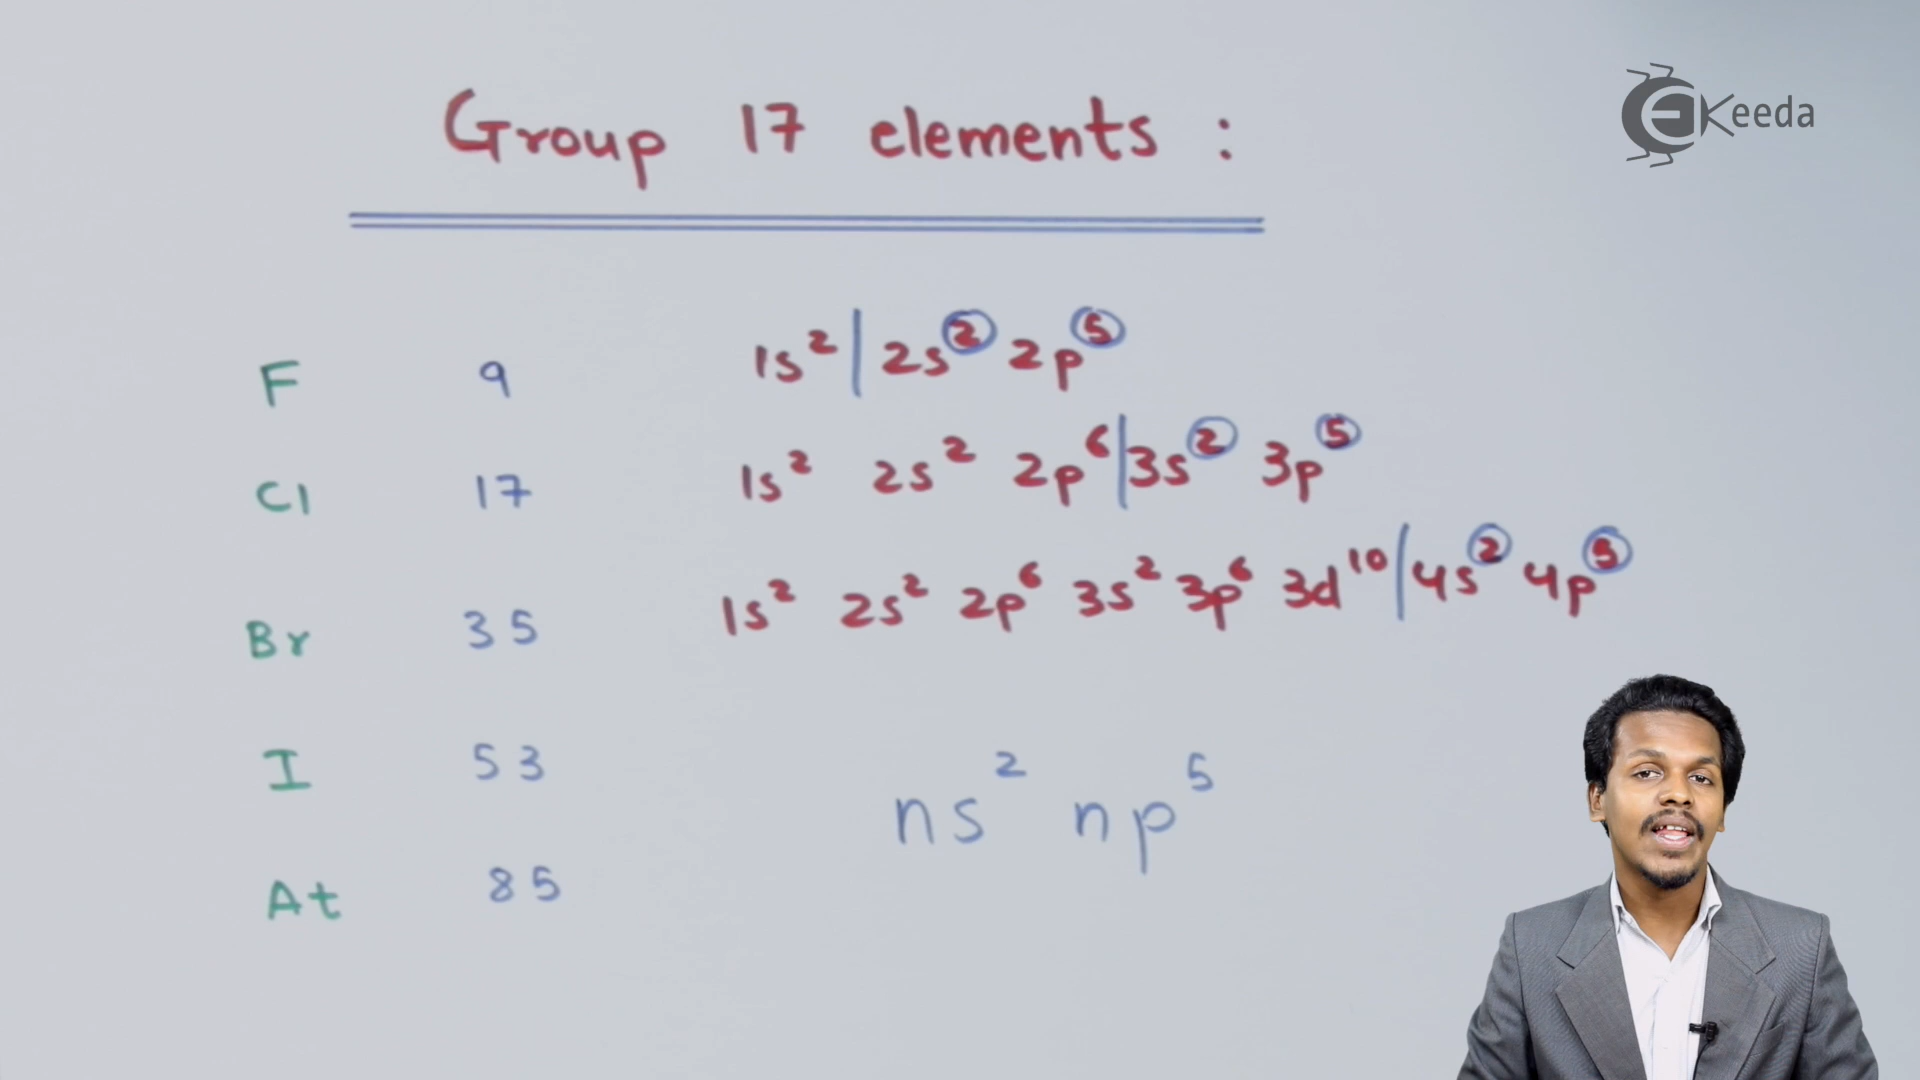 Group 17 elements :
EKeeda
F 9 1s² | 2s² 2p⁵
Cl 17 1s² 2s² 2p⁶ | 3s² 3p⁵
Br 35 1s² 2s² 2p⁶ 3s² 3p⁶ 3d¹⁰ | 4s² 4p⁵
I 53
ns² np⁵
At 85